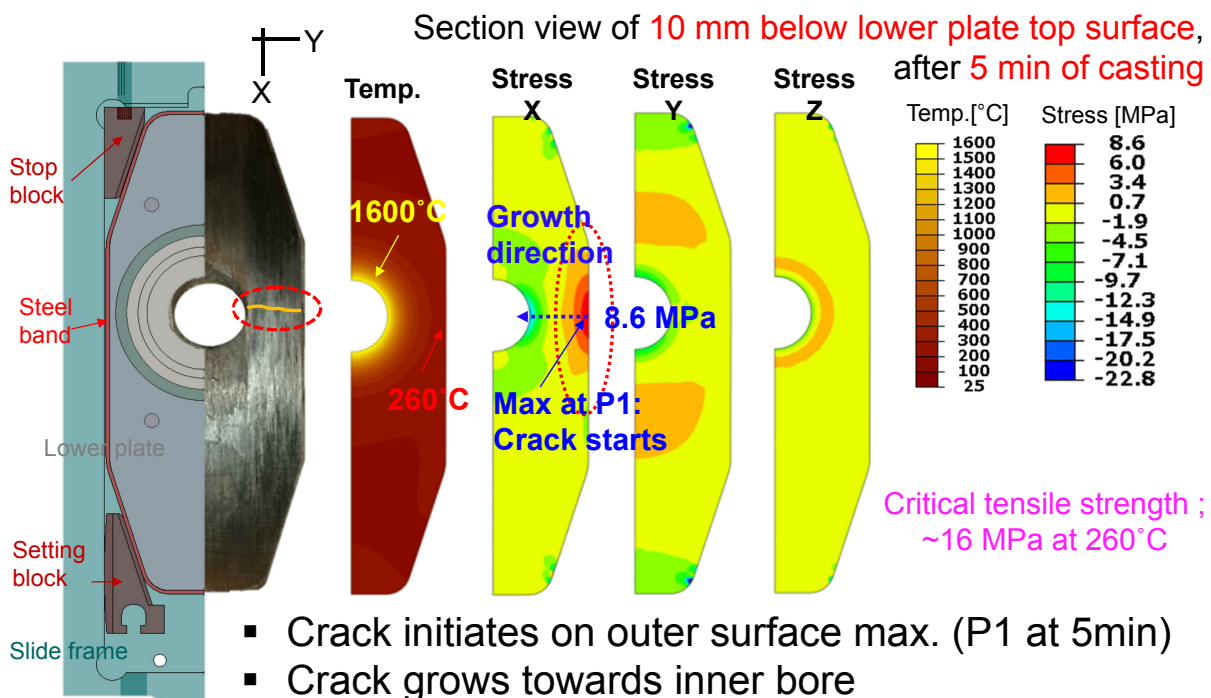 Section view of 10 mm below lower plate top surface,
after 5 min of casting
Y
X
Temp.
Stress
X
Stress
Y
Stress
Z
Temp.[°C]
1600
1500
1400
1300
1200
1100
1000
900
800
700
600
500
400
300
200
100
25
Stress [MPa]
8.6
6.0
3.4
0.7
-1.9
-4.5
-7.1
-9.7
-12.3
-14.9
-17.5
-20.2
-22.8
Stop
block
Steel
band
Lower plate
Setting
block
Slide frame
1600˚C
260˚C
Growth
direction
8.6 MPa
Max at P1:
Crack starts
Critical tensile strength ;
~16 MPa at 260˚C
▪ Crack initiates on outer surface max. (P1 at 5min)
▪ Crack grows towards inner bore